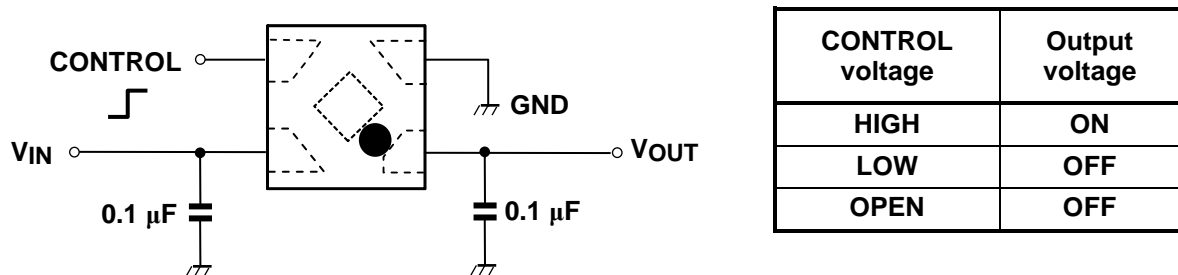 CONTROL
GND
VIN
VOUT
0.1 μF
0.1 μF
CONTROL voltage
Output voltage
HIGH
ON
LOW
OFF
OPEN
OFF